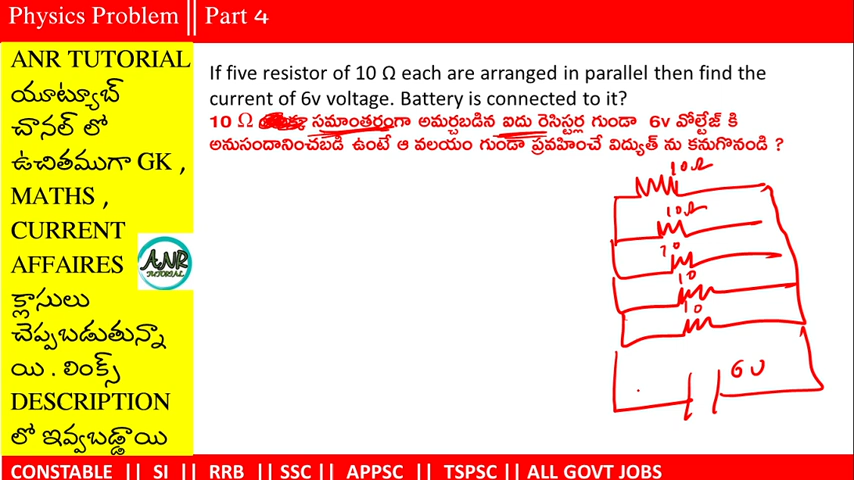 Physics Problem || Part 4
ANR TUTORIAL
యూట్యూబ్
చానల్ లో
ఉచితముగా GK ,
MATHS ,
CURRENT
AFFAIRES
క్లాసులు
చెప్పబడుతున్నా
యి . లింక్స్
DESCRIPTION
లో ఇవ్వబడ్డాయి
ANR
TUTORIAL
If five resistor of 10 Ω each are arranged in parallel then find the
current of 6v voltage. Battery is connected to it?
10 Ω సమాంతరంగా అమర్చబడిన ఐదు రెసిస్టర్ల గుండా 6v వోల్టేజ్ కి
అనుసందానించబడి ఉంటే ఆ వలయం గుండా ప్రవహించే విద్యుత్ ను కనుగొనండి ?
10Ω
10Ω
10
10
10
6V
CONSTABLE || SI || RRB || SSC || APPSC || TSPSC || ALL GOVT JOBS